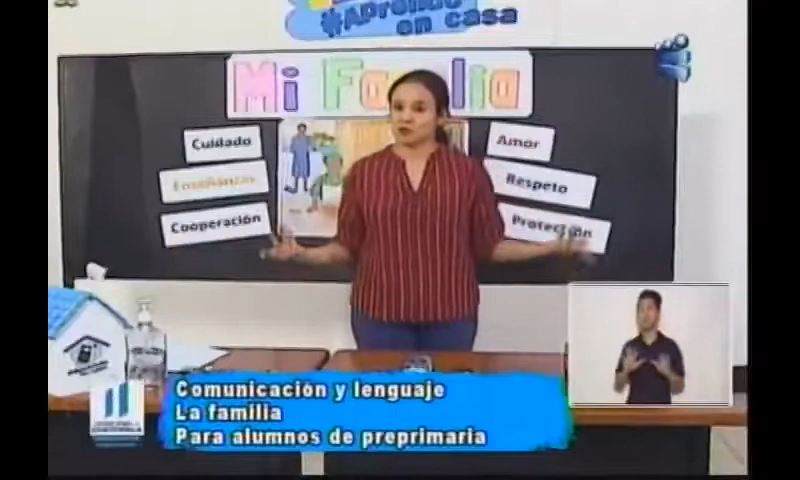 #Aprendo
en casa
Mi Familia
Cuidado
Enseñanzas
Cooperación
Amor
Respeto
Protección
Comunicación y lenguaje
La familia
Para alumnos de preprimaria